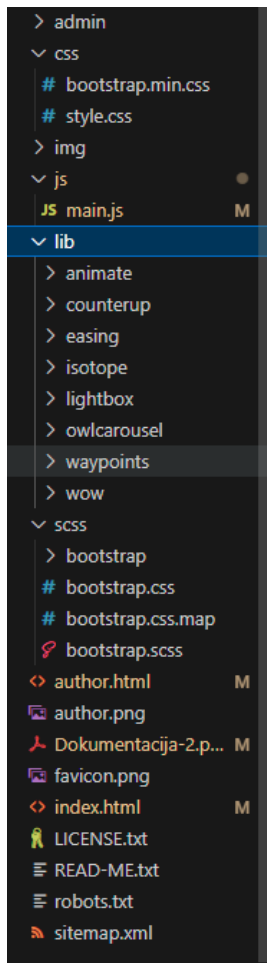 admin
css
bootstrap.min.css
style.css
img
js
JS main.js M
lib
animate
counterup
easing
isotope
lightbox
owlcarousel
waypoints
wow
scss
bootstrap
bootstrap.css
bootstrap.css.map
bootstrap.scss
author.html M
author.png
Dokumentacija-2.p... M
favicon.png
index.html M
LICENSE.txt
READ-ME.txt
robots.txt
sitemap.xml